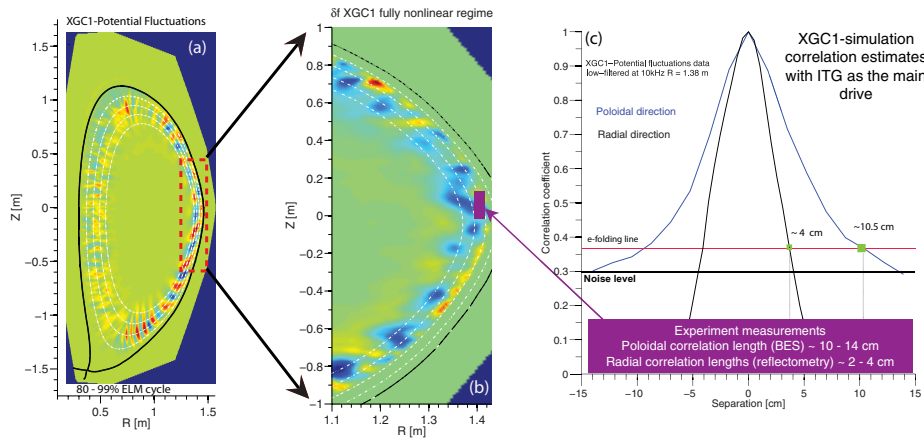 XGC1-Potential Fluctuations
(a)
1.5
1
0.5
0
−0.5
−1
−1.5
Z [m]
80 - 99% ELM cycle
0.5
1
1.5
R [m]
δf XGC1 fully nonlinear regime
1
0.8
0.6
0.4
0.2
0
−0.2
−0.4
−0.6
−0.8
−1
Z [m]
(b)
1.1
1.2
1.3
1.4
R [m]
(c)
XGC1-simulation
correlation estimates
with ITG as the main
drive
XGC1−Potential fluctuations data
low−filtered at 10kHz R = 1.38 m
Poloidal direction
Radial direction
1
0.9
0.8
0.7
0.6
0.5
0.4
0.3
0.2
0.1
0
Correlation coefficient
e-folding line
~ 4 cm
~10.5 cm
Noise level
Experiment measurements
Poloidal correlation length (BES) ~ 10 - 14 cm
Radial correlation lengths (reflectometry) ~ 2 - 4 cm
−15
−10
−5
0
5
10
15
Separation [cm]